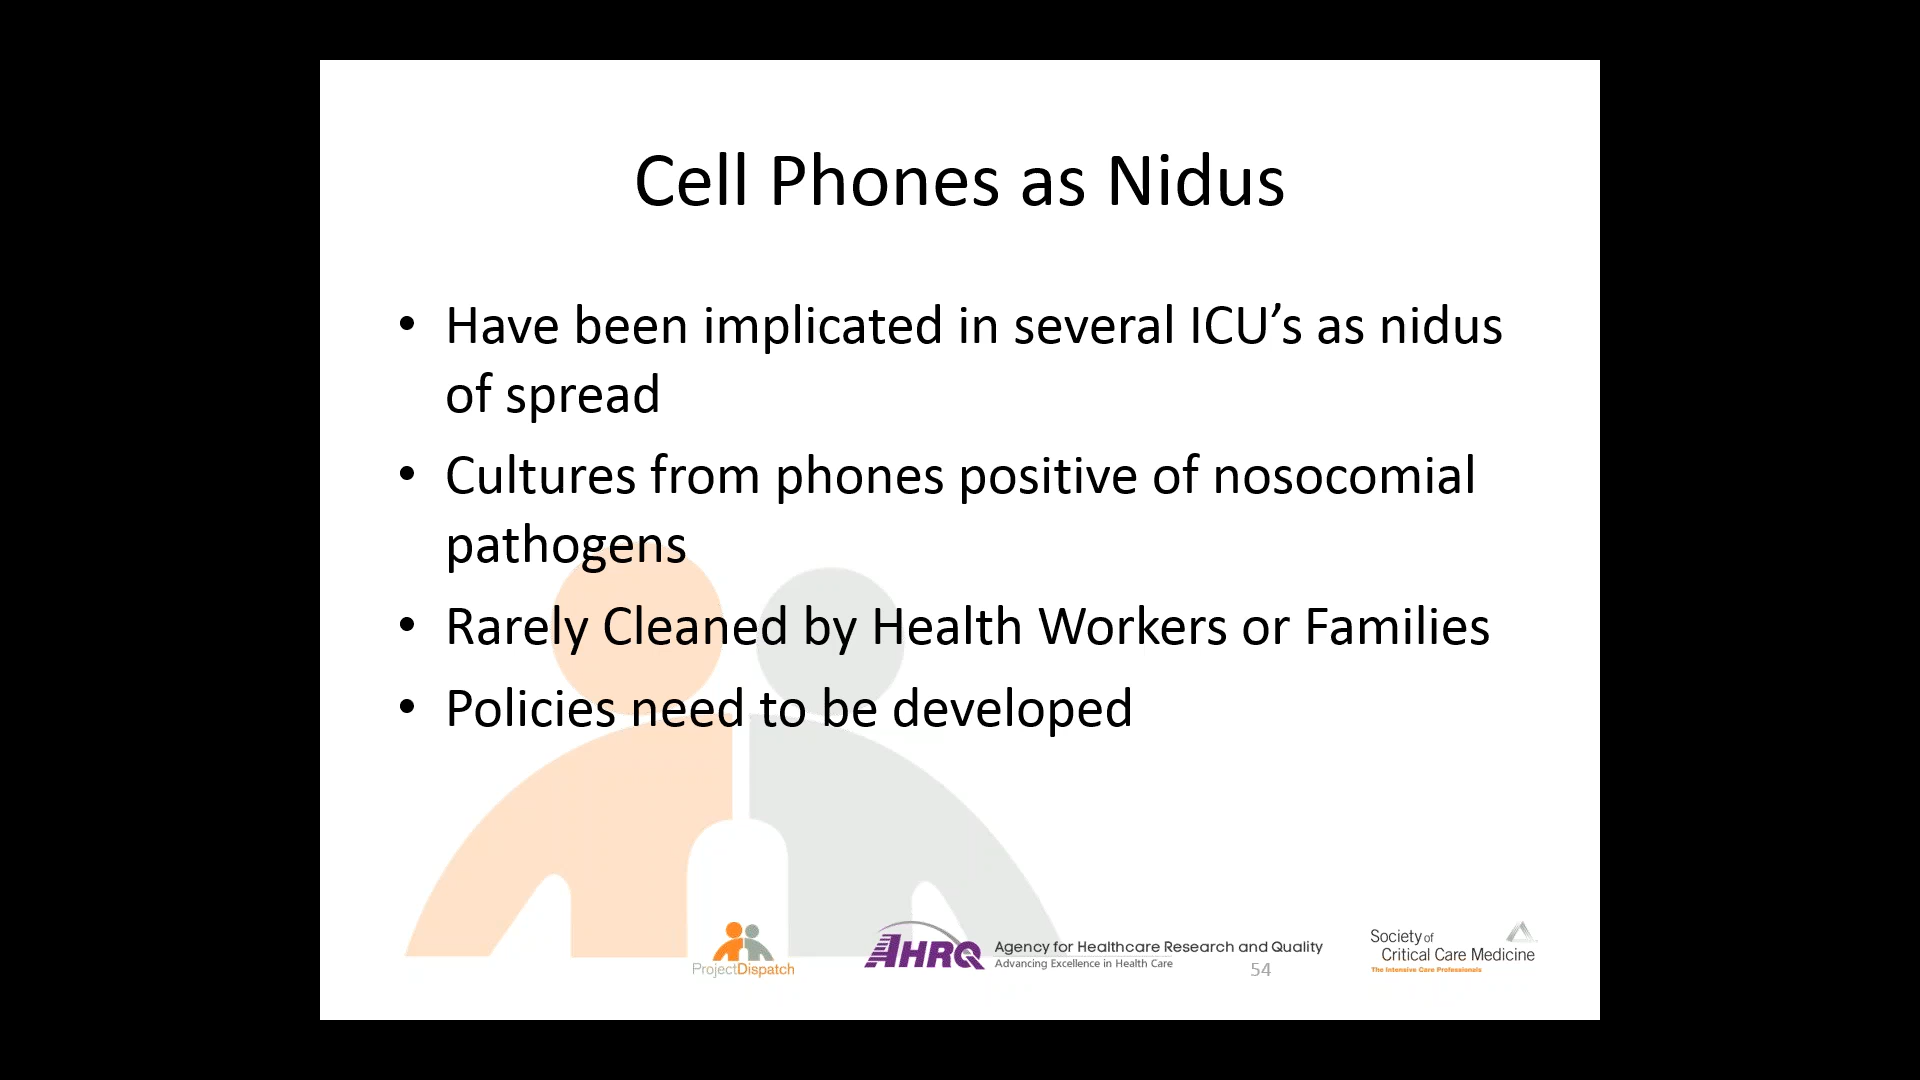 Cell Phones as Nidus
• Have been implicated in several ICU’s as nidus
of spread
• Cultures from phones positive of nosocomial
pathogens
• Rarely Cleaned by Health Workers or Families
• Policies need to be developed
ProjectDispatch
AHRQ
Agency for Healthcare Research and Quality
Advancing Excellence in Health Care
54
Society of
Critical Care Medicine
The Intensive Care Professionals